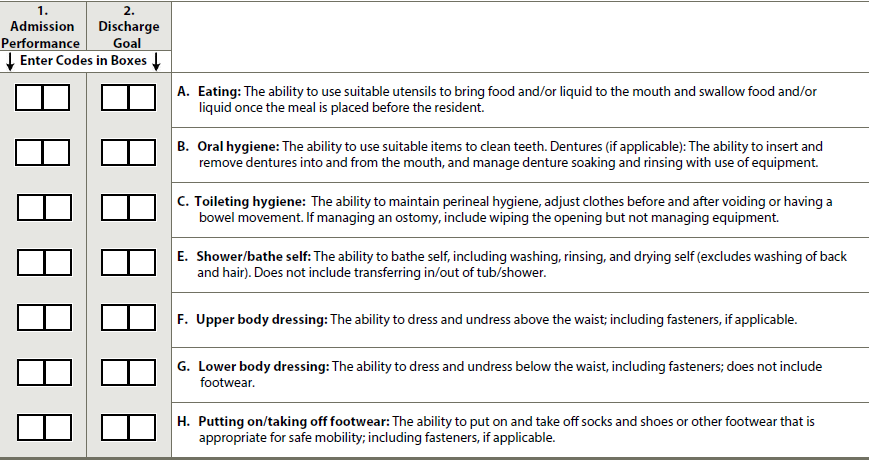 1.
Admission
Performance
2.
Discharge
Goal
Enter Codes in Boxes
A. Eating: The ability to use suitable utensils to bring food and/or liquid to the mouth and swallow food and/or
liquid once the meal is placed before the resident.
B. Oral hygiene: The ability to use suitable items to clean teeth. Dentures (if applicable): The ability to insert and
remove dentures into and from the mouth, and manage denture soaking and rinsing with use of equipment.
C. Toileting hygiene: The ability to maintain perineal hygiene, adjust clothes before and after voiding or having a
bowel movement. If managing an ostomy, include wiping the opening but not managing equipment.
E. Shower/bathe self: The ability to bathe self, including washing, rinsing, and drying self (excludes washing of back
and hair). Does not include transferring in/out of tub/shower.
F. Upper body dressing: The ability to dress and undress above the waist; including fasteners, if applicable.
G. Lower body dressing: The ability to dress and undress below the waist, including fasteners; does not include
footwear.
H. Putting on/taking off footwear: The ability to put on and take off socks and shoes or other footwear that is
appropriate for safe mobility; including fasteners, if applicable.